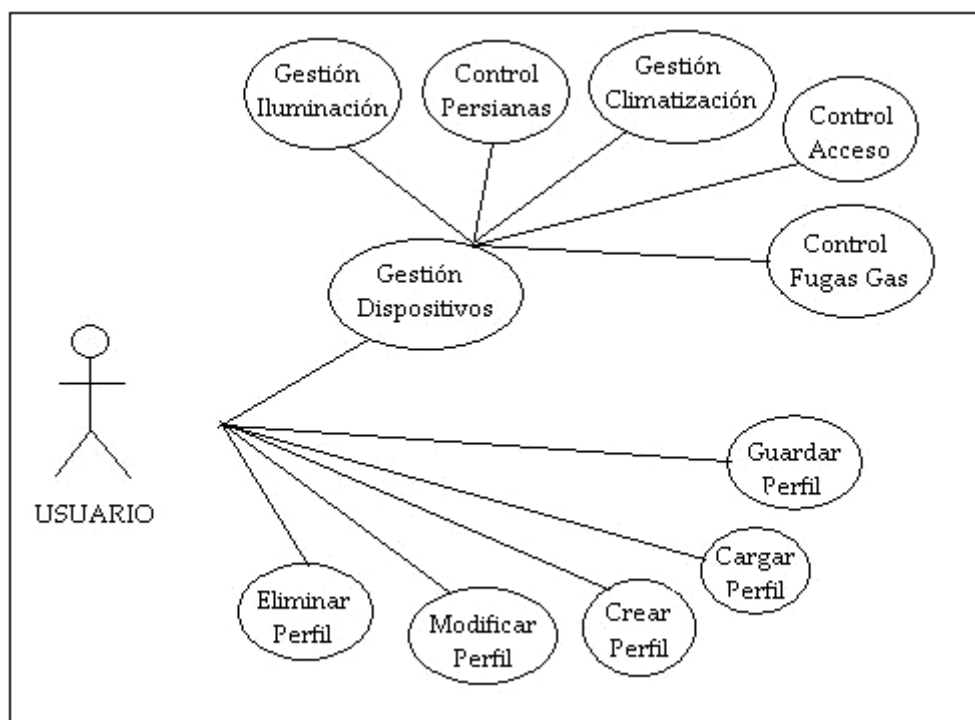 Gestión
Iluminación
Control
Persianas
Gestión
Climatización
Control
Acceso
Control
Fugas Gas
Gestión
Dispositivos
USUARIO
Guardar
Perfil
Cargar
Perfil
Crear
Perfil
Modificar
Perfil
Eliminar
Perfil